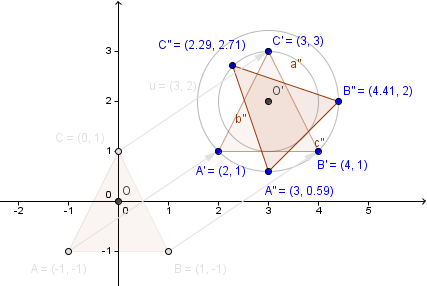 C" = (2.29, 2.71)
C' = (3, 3)
3
a"
u = (3, 2)
O'
B" = (4.41, 2)
2
b"
C = (0, 1)
c"
1
A' = (2, 1)
B' = (4, 1)
A" = (3, 0.59)
O
0
-2 -1 0 1 2 3 4 5
-1
A = (-1, -1)
B = (1, -1)